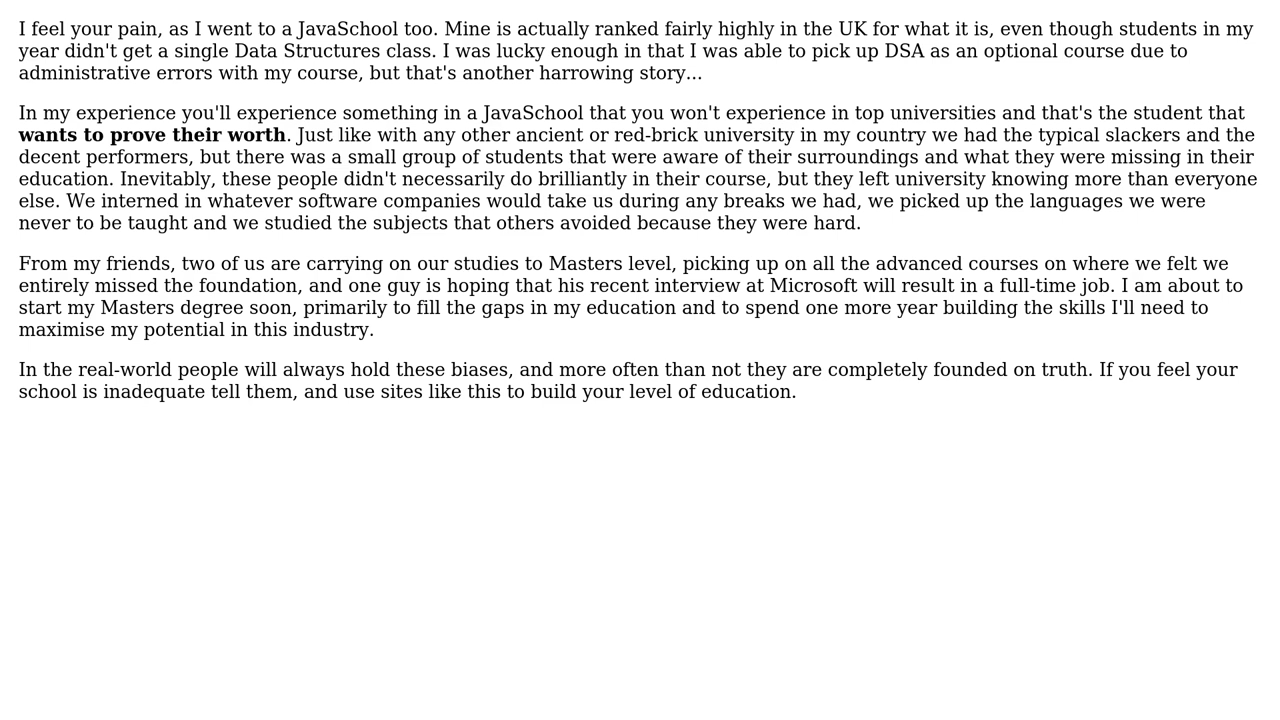 I feel your pain, as I went to a JavaSchool too. Mine is actually ranked fairly highly in the UK for what it is, even though students in my
year didn't get a single Data Structures class. I was lucky enough in that I was able to pick up DSA as an optional course due to
administrative errors with my course, but that's another harrowing story...
In my experience you'll experience something in a JavaSchool that you won't experience in top universities and that's the student that
wants to prove their worth. Just like with any other ancient or red-brick university in my country we had the typical slackers and the
decent performers, but there was a small group of students that were aware of their surroundings and what they were missing in their
education. Inevitably, these people didn't necessarily do brilliantly in their course, but they left university knowing more than everyone
else. We interned in whatever software companies would take us during any breaks we had, we picked up the languages we were
never to be taught and we studied the subjects that others avoided because they were hard.
From my friends, two of us are carrying on our studies to Masters level, picking up on all the advanced courses on where we felt we
entirely missed the foundation, and one guy is hoping that his recent interview at Microsoft will result in a full-time job. I am about to
start my Masters degree soon, primarily to fill the gaps in my education and to spend one more year building the skills I'll need to
maximise my potential in this industry.
In the real-world people will always hold these biases, and more often than not they are completely founded on truth. If you feel your
school is inadequate tell them, and use sites like this to build your level of education.